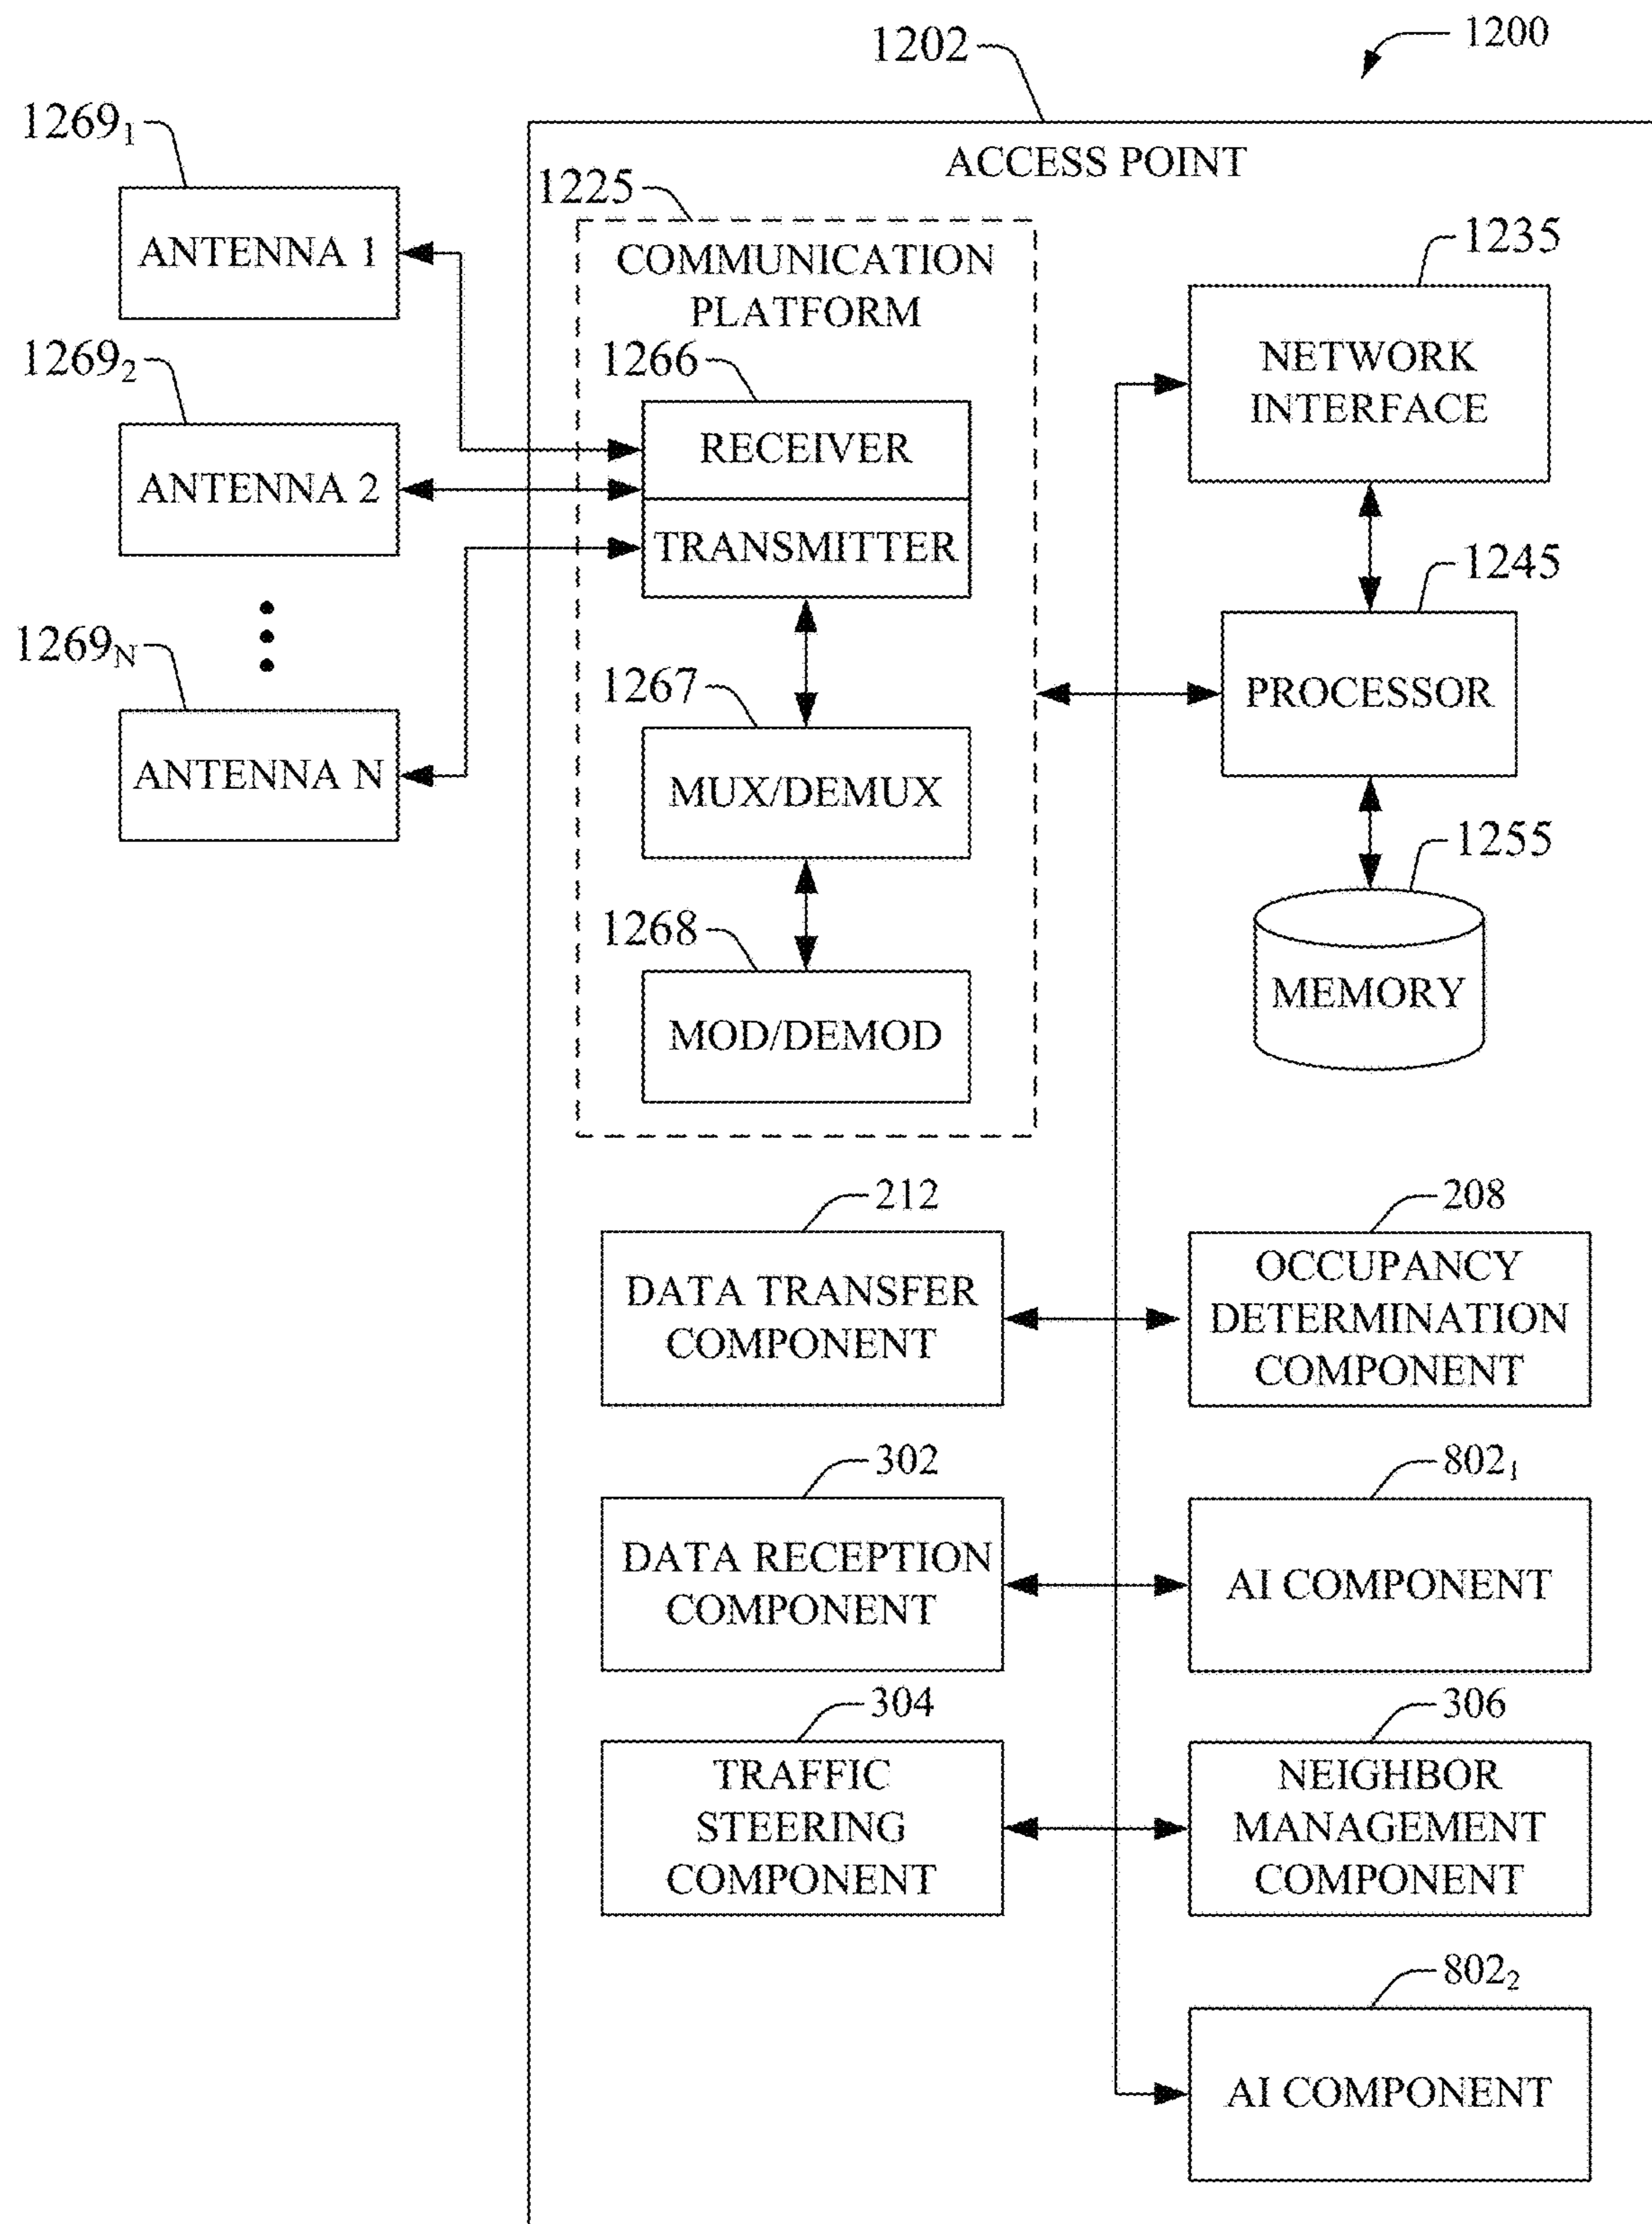 1200
1202
ACCESS POINT
1269₁
ANTENNA 1
1269₂
ANTENNA 2
1269ₙ
ANTENNA N
1225
COMMUNICATION
PLATFORM
1266
RECEIVER
TRANSMITTER
1267
MUX/DEMUX
1268
MOD/DEMOD
1235
NETWORK
INTERFACE
1245
PROCESSOR
1255
MEMORY
212
DATA TRANSFER
COMPONENT
208
OCCUPANCY
DETERMINATION
COMPONENT
302
DATA RECEPTION
COMPONENT
802₁
AI COMPONENT
304
TRAFFIC
STEERING
COMPONENT
306
NEIGHBOR
MANAGEMENT
COMPONENT
802₂
AI COMPONENT